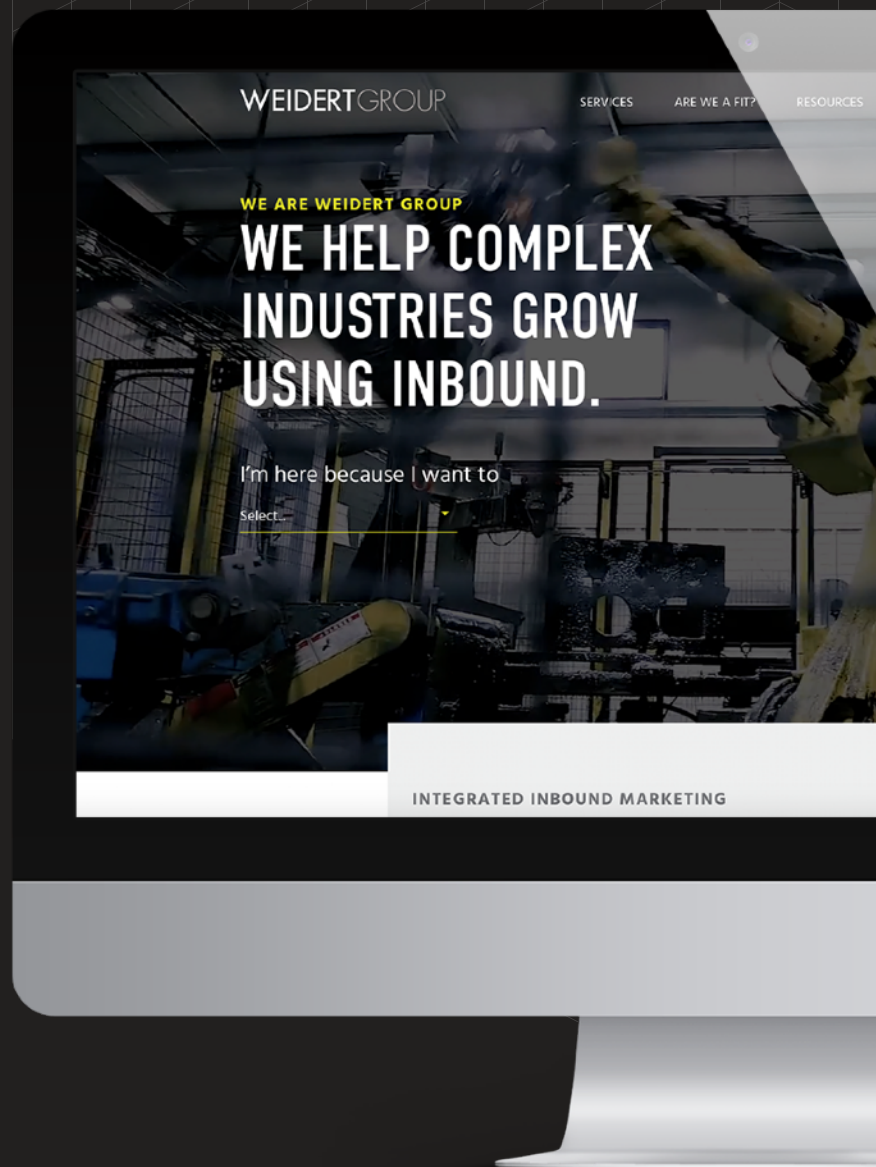 WEIDERTGROUP
SERVICES ARE WE A FIT? RESOURCES
WE ARE WEIDERT GROUP
WE HELP COMPLEX
INDUSTRIES GROW
USING INBOUND.
I'm here because I want to
Select...
INTEGRATED INBOUND MARKETING